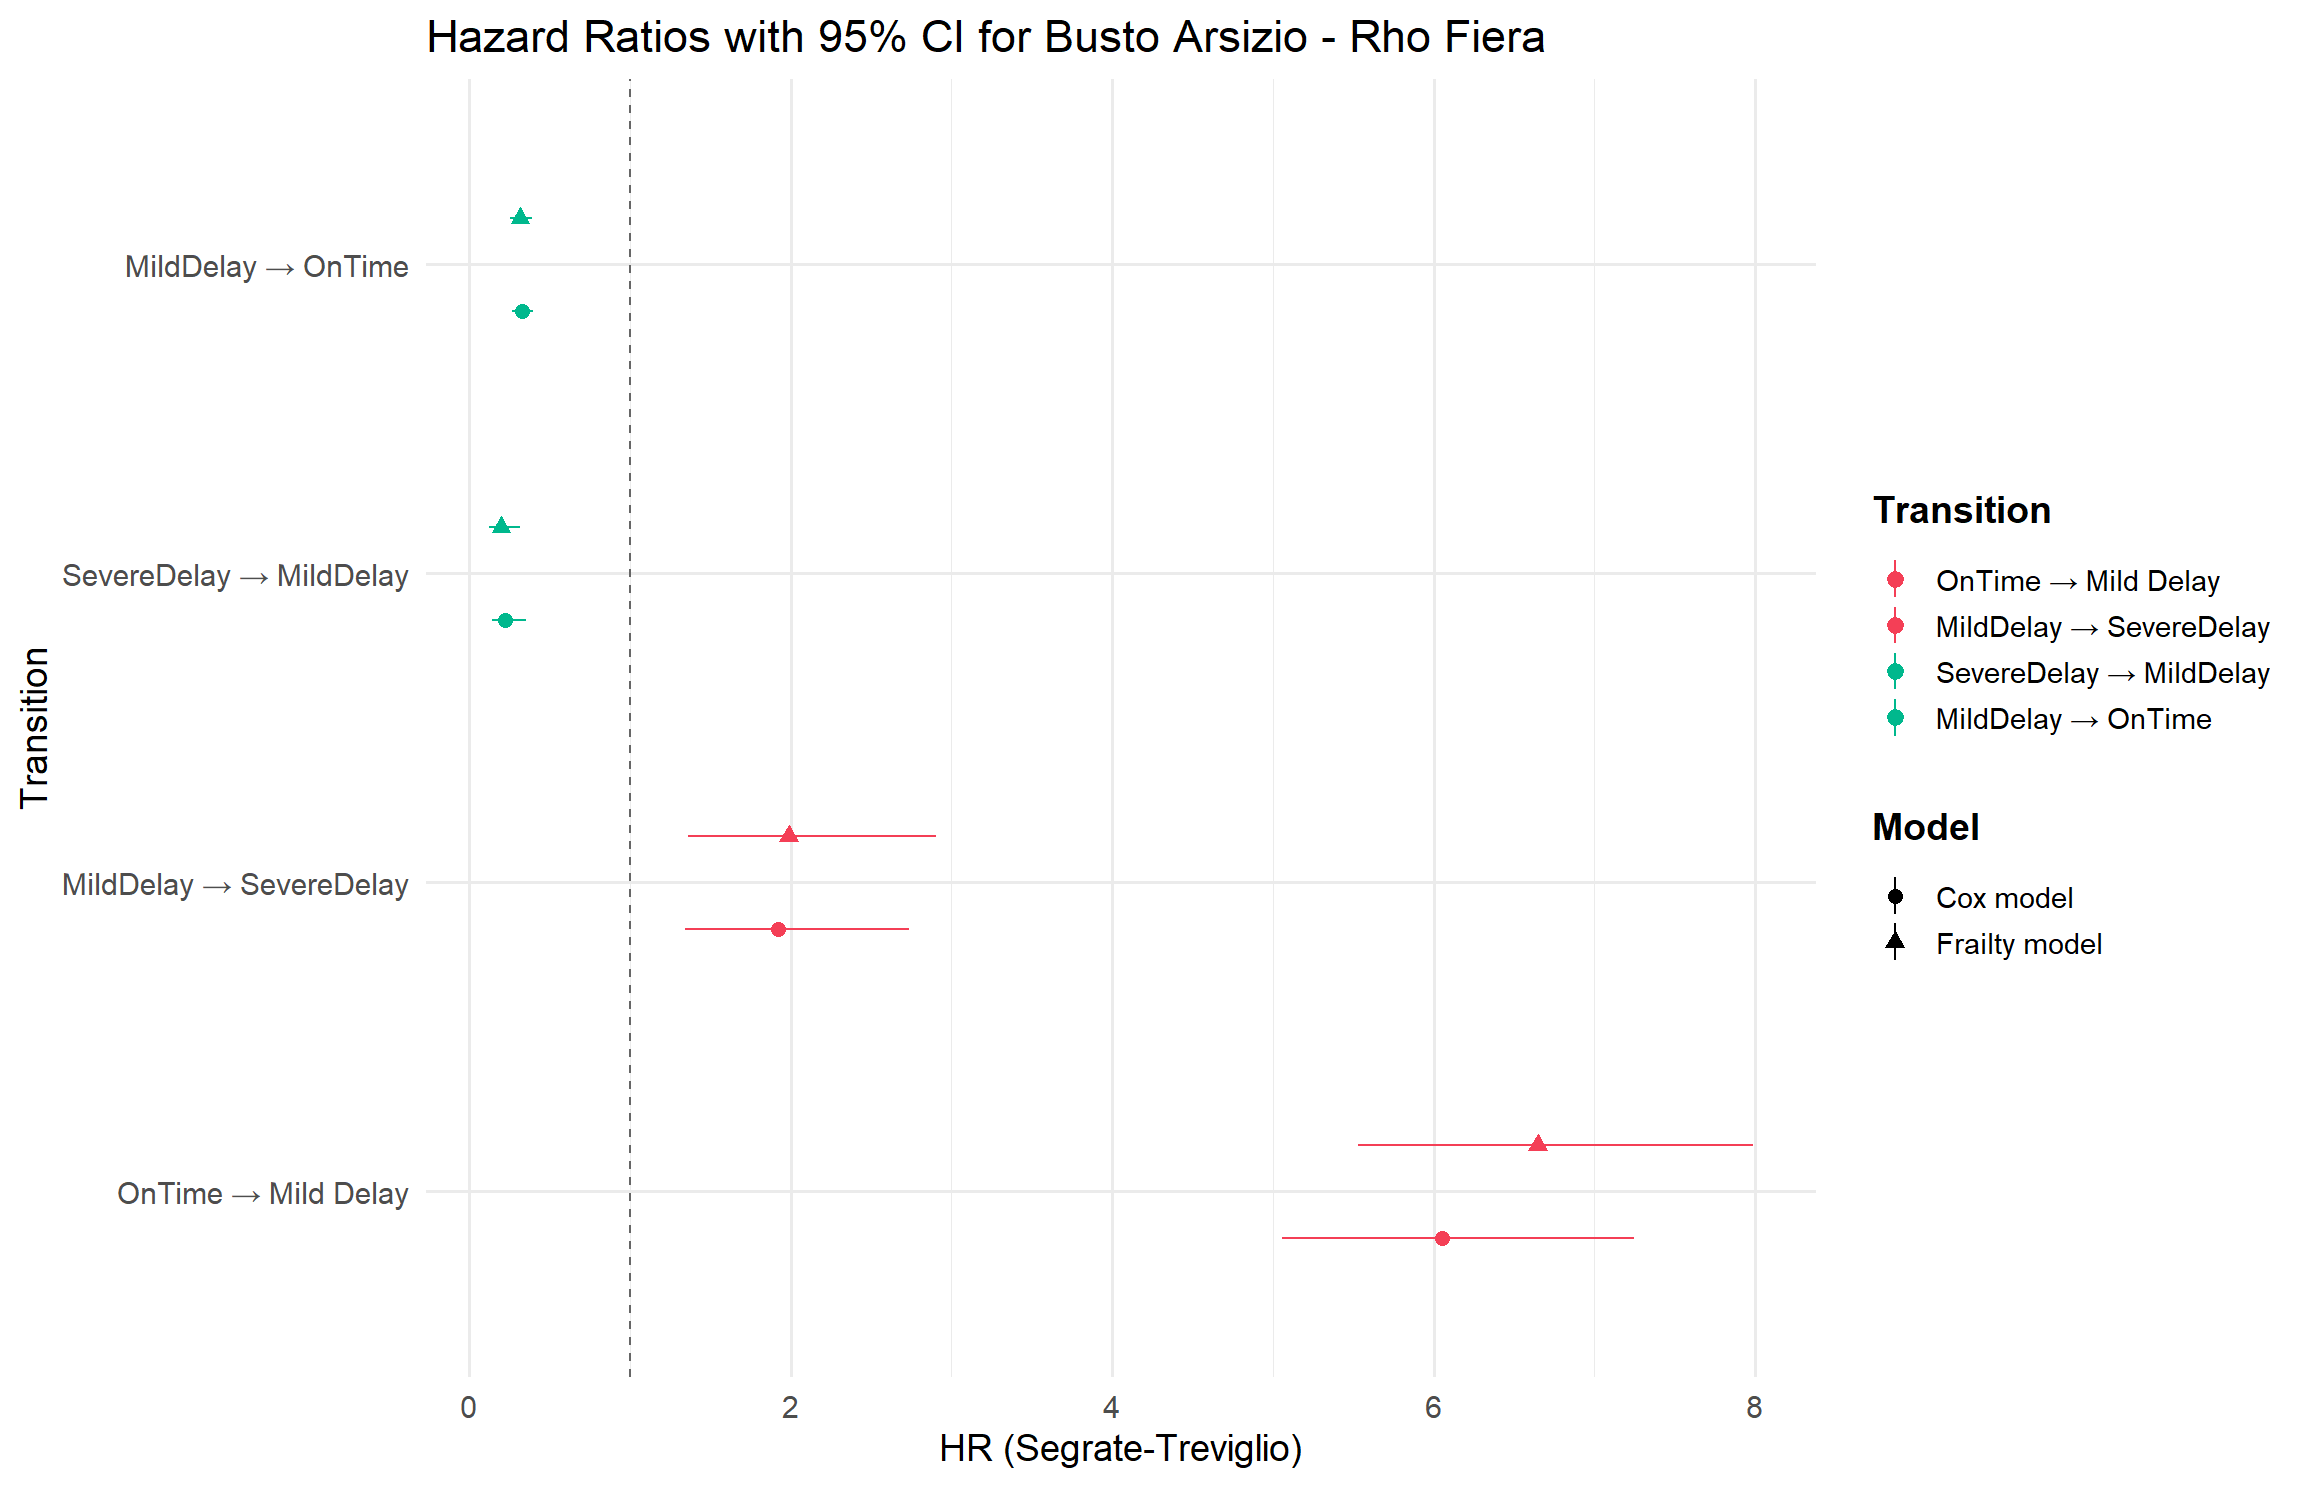 Hazard Ratios with 95% CI for Busto Arsizio - Rho Fiera
Transition
MildDelay → OnTime
SevereDelay → MildDelay
MildDelay → SevereDelay
OnTime → Mild Delay
0 2 4 6 8
HR (Segrate-Treviglio)
Transition
OnTime → Mild Delay
MildDelay → SevereDelay
SevereDelay → MildDelay
MildDelay → OnTime
Model
Cox model
Frailty model